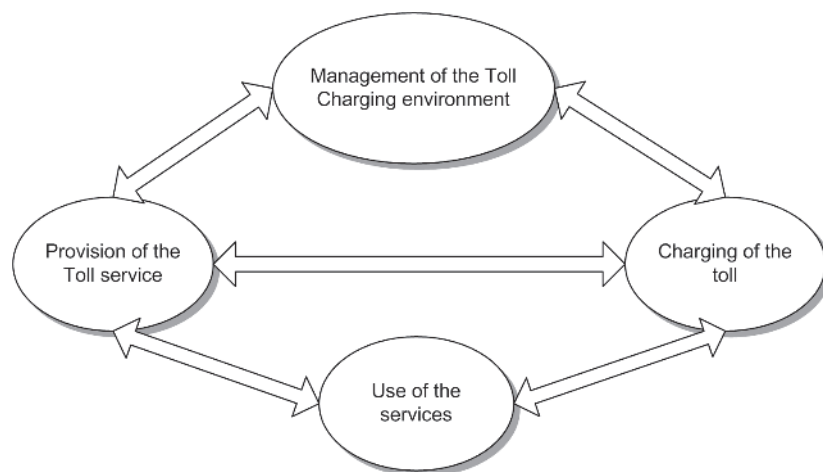 Management of the Toll
Charging environment
Provision of the
Toll service
Charging of the
toll
Use of the
services